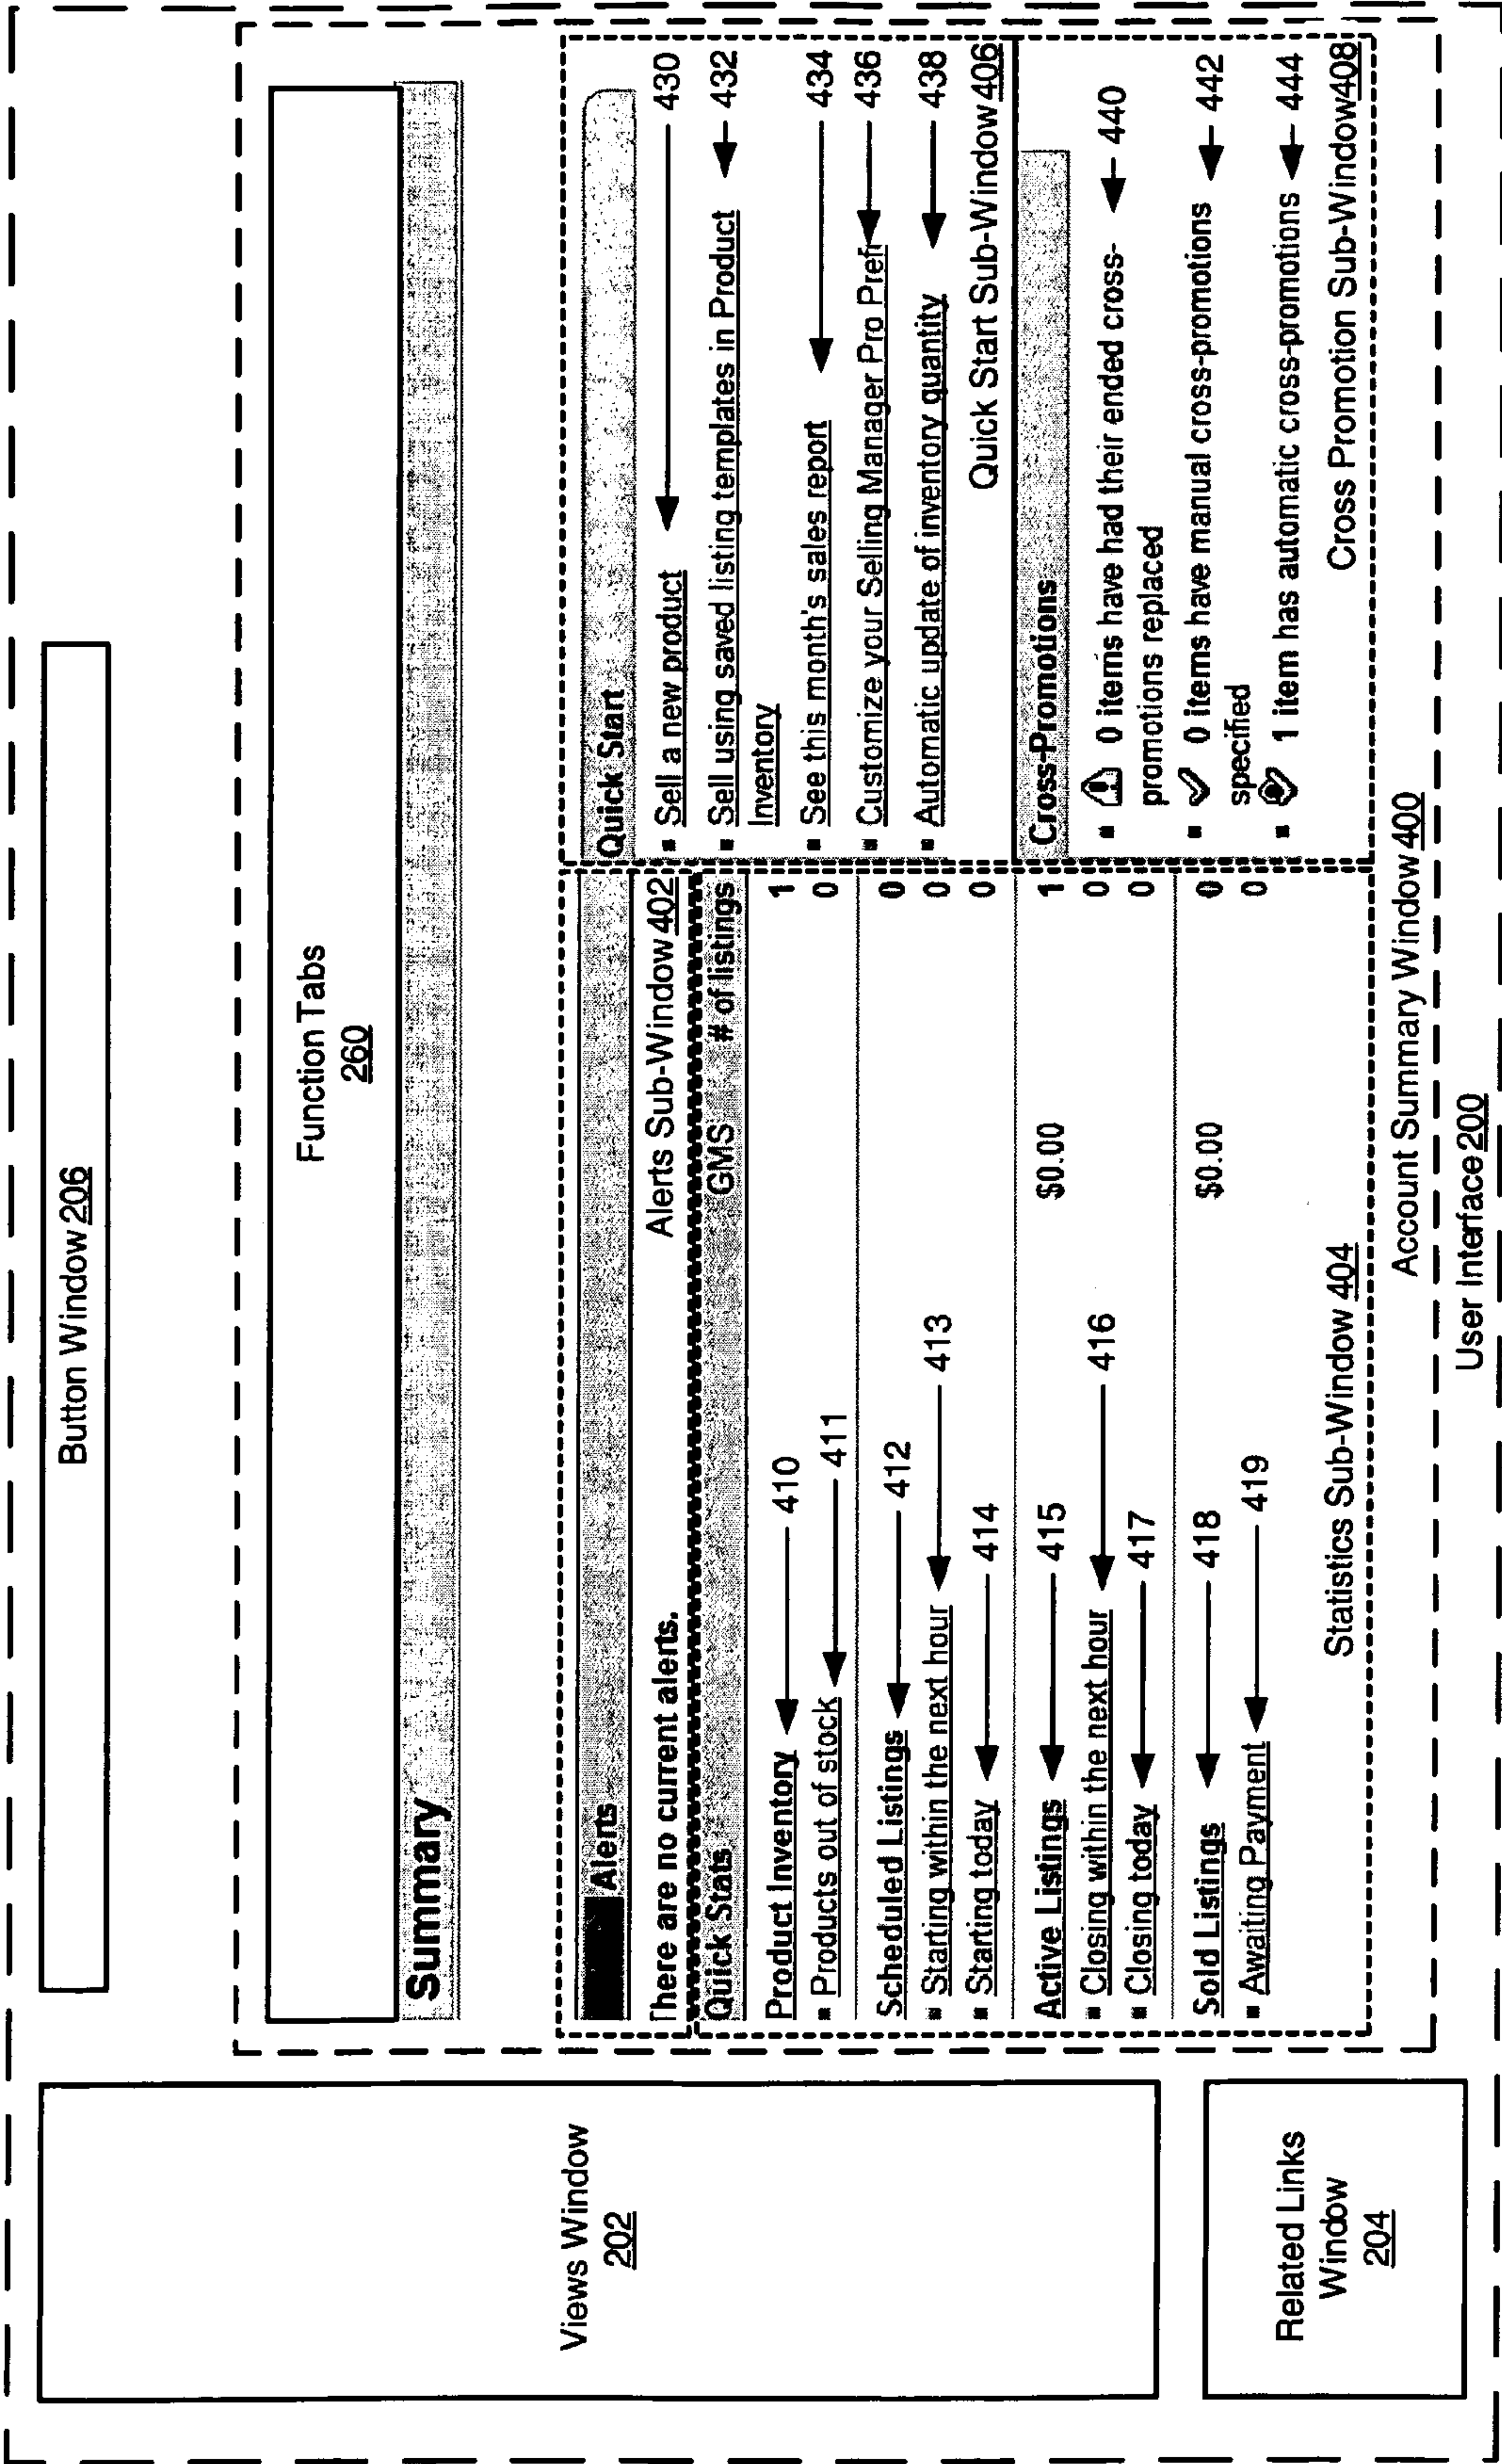 Button Window 206
Views Window
202
Related Links
Window
204
Function Tabs
260
Summary
Alerts
There are no current alerts.
Alerts Sub-Window 402
Quick Stats GMS # of listings
Product Inventory 410 1
▪ Products out of stock 411 0
Scheduled Listings 412 0
▪ Starting within the next hour 413 0
▪ Starting today 414 0
Active Listings 415 $0.00 1
▪ Closing within the next hour 416 0
▪ Closing today 417 0
Sold Listings 418 $0.00 0
▪ Awaiting Payment 419 0
Statistics Sub-Window 404
Quick Start
▪ Sell a new product 430
▪ Sell using saved listing templates in Product 432
Inventory
▪ See this month's sales report 434
▪ Customize your Selling Manager Pro Pref 436
▪ Automatic update of inventory quantity 438
Quick Start Sub-Window 406
Cross-Promotions
▪ 0 items have had their ended cross- 440
promotions replaced
▪ 0 items have manual cross-promotions 442
specified
▪ 1 item has automatic cross-promotions 444
Cross Promotion Sub-Window 408
Account Summary Window 400
User Interface 200